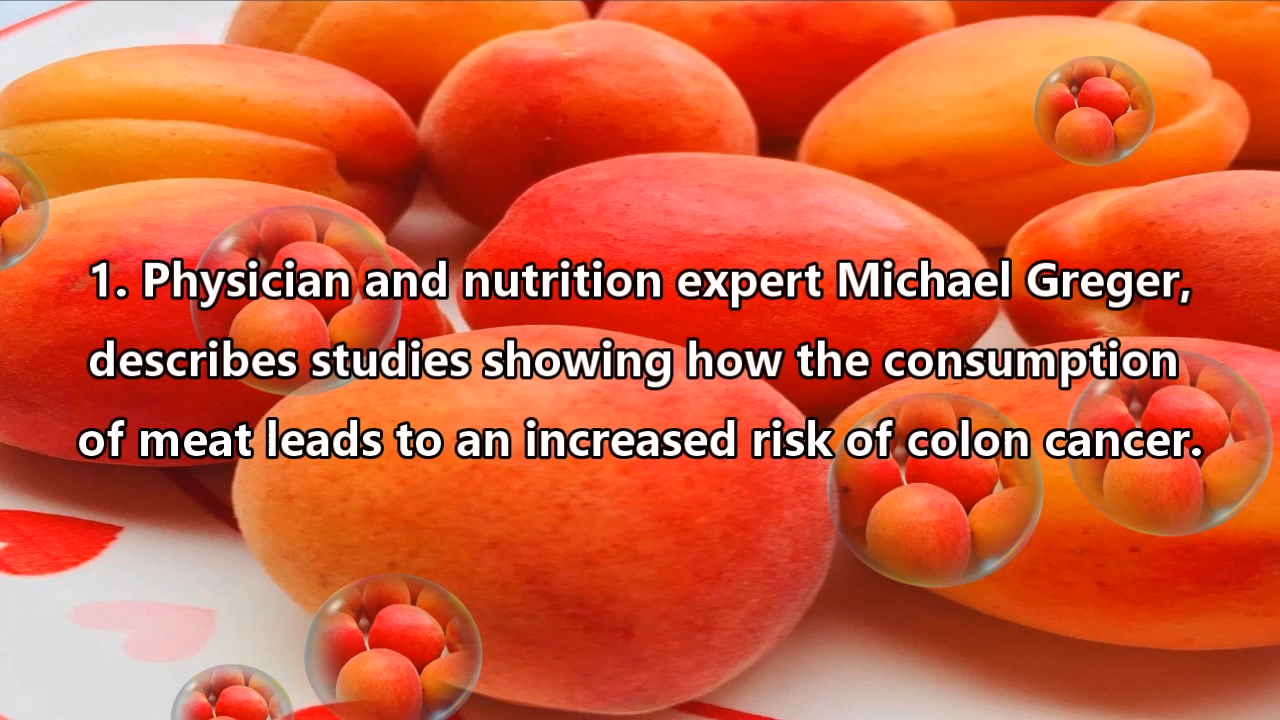 1. Physician and nutrition expert Michael Greger,
describes studies showing how the consumption
of meat leads to an increased risk of colon cancer.